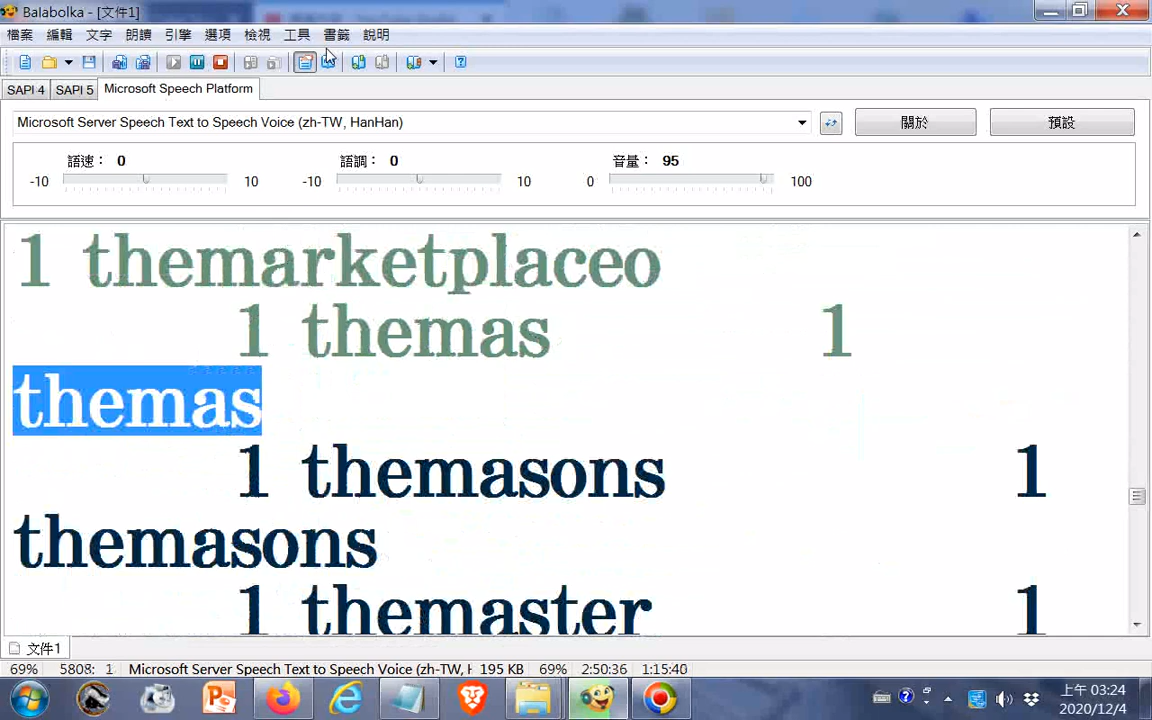 Balabolka - [文件1]
檔案 編輯 文字 朗讀 引擎 選項 檢視 工具 書籤 說明
SAPI 4 SAPI 5 Microsoft Speech Platform
Microsoft Server Speech Text to Speech Voice (zh-TW, HanHan) 關於 預設
語速： 0 語調： 0 音量： 95
-10 10 -10 10 0 100
1 themarketplaceo
1 themas 1
themas
1 themasons 1
themasons
1 themaster 1
文件1
69% 5808: 1 Microsoft Server Speech Text to Speech Voice (zh-TW, H 195 KB 69% 2:50:36 1:15:40
上午 03:24
2020/12/4